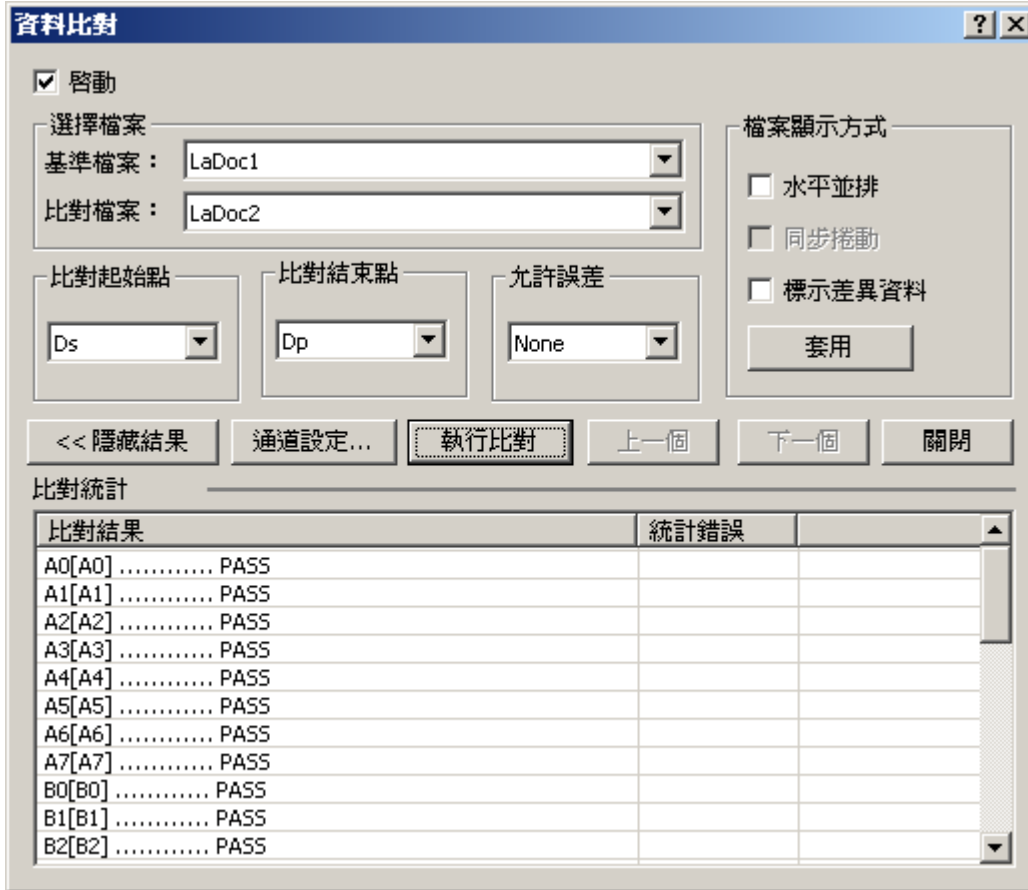 資料比對
啓動
選擇檔案
基準檔案：
LaDoc1
比對檔案：
LaDoc2
檔案顯示方式
水平並排
同步捲動
標示差異資料
套用
比對起始點
Ds
比對結束點
Dp
允許誤差
None
<< 隱藏結果
通道設定...
執行比對
上一個
下一個
關閉
比對統計
比對結果 統計錯誤
A0[A0] ............ PASS
A1[A1] ............ PASS
A2[A2] ............ PASS
A3[A3] ............ PASS
A4[A4] ............ PASS
A5[A5] ............ PASS
A6[A6] ............ PASS
A7[A7] ............ PASS
B0[B0] ............ PASS
B1[B1] ............ PASS
B2[B2] ............ PASS